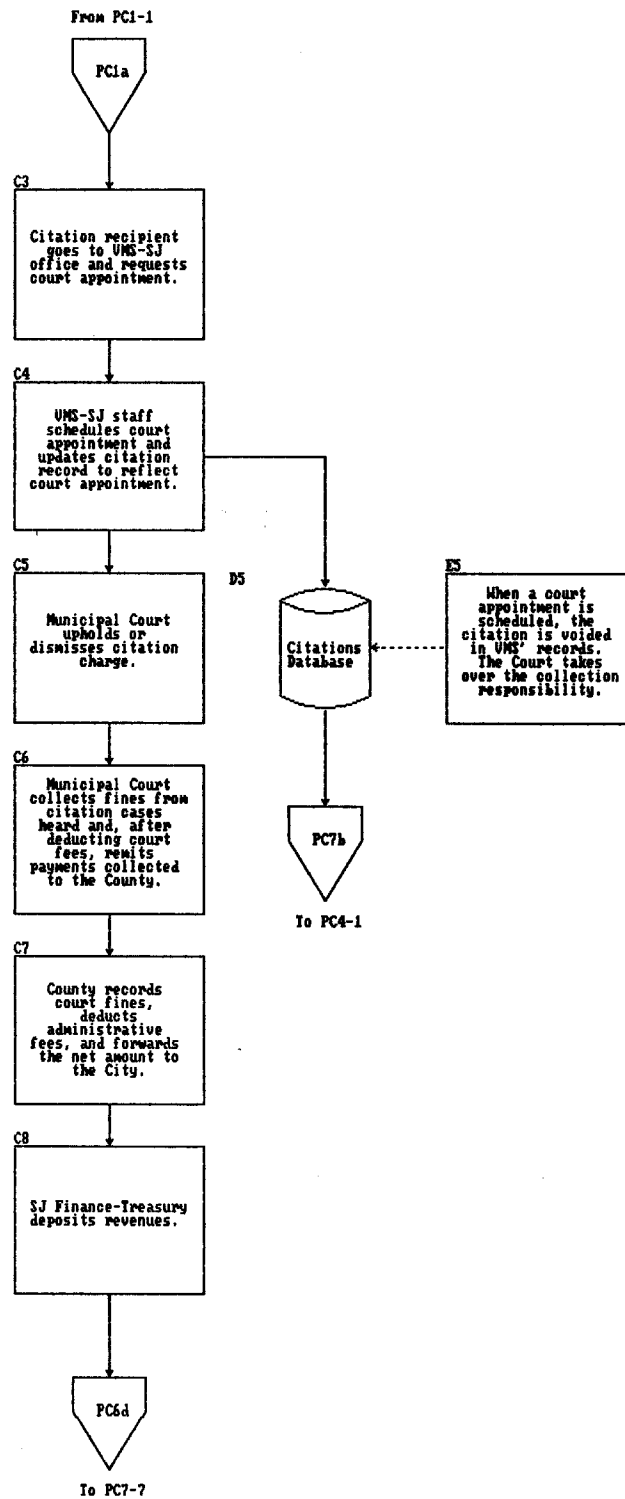 From PC1-1
PC1a
C3
Citation recipient
goes to VMS-SJ
office and requests
court appointment.
C4
VMS-SJ staff
schedules court
appointment and
updates citation
record to reflect
court appointment.
C5
Municipal Court
upholds or
dismisses citation
charge.
D5
Citations
Database
E5
When a court
appointment is
scheduled, the
citation is voided
in VMS' records.
The Court takes
over the collection
responsibility.
C6
Municipal Court
collects fines from
citation cases
heard and, after
deducting court
fees, remits
payments collected
to the County.
PC7b
To PC4-1
C7
County records
court fines,
deducts
administrative
fees, and forwards
the net amount to
the City.
C8
SJ Finance-Treasury
deposits revenues.
PC6d
To PC7-7